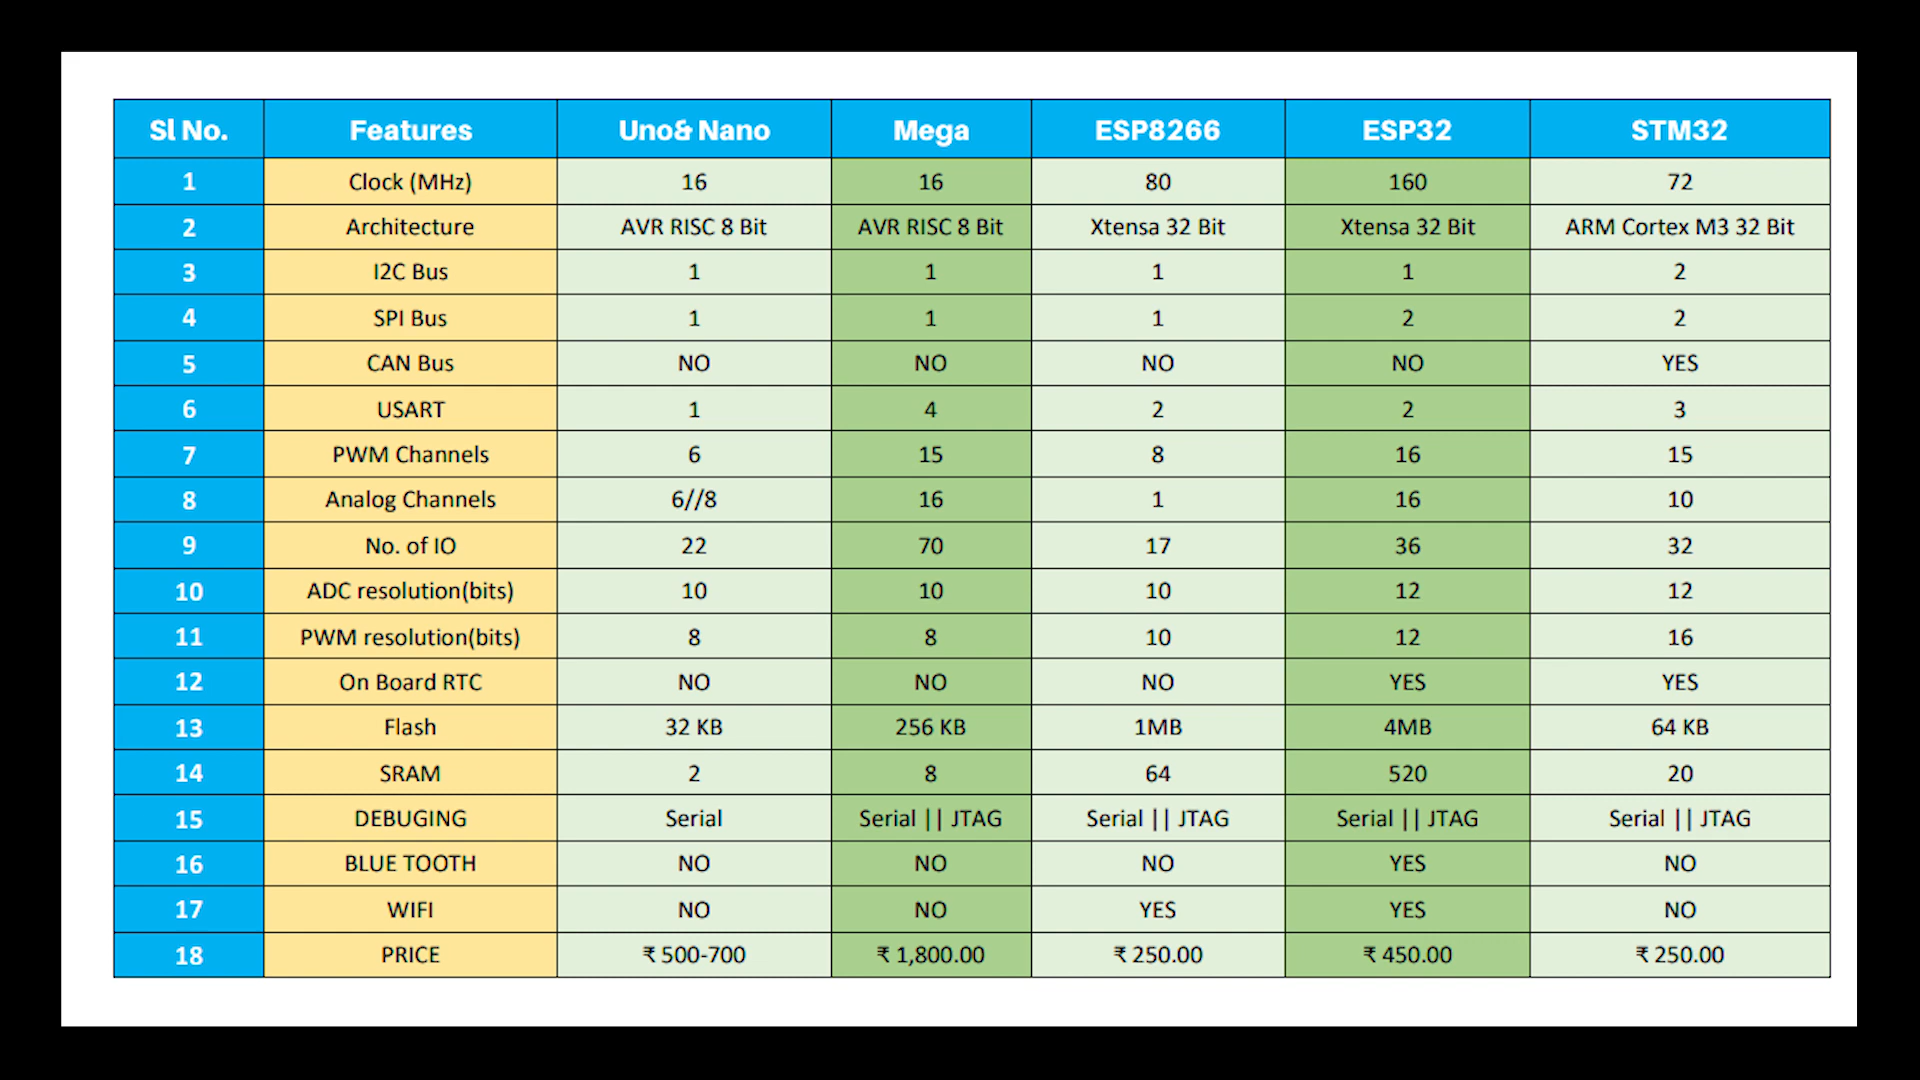 Sl No. Features Uno& Nano Mega ESP8266 ESP32 STM32
1 Clock (MHz) 16 16 80 160 72
2 Architecture AVR RISC 8 Bit AVR RISC 8 Bit Xtensa 32 Bit Xtensa 32 Bit ARM Cortex M3 32 Bit
3 I2C Bus 1 1 1 1 2
4 SPI Bus 1 1 1 2 2
5 CAN Bus NO NO NO NO YES
6 USART 1 4 2 2 3
7 PWM Channels 6 15 8 16 15
8 Analog Channels 6//8 16 1 16 10
9 No. of IO 22 70 17 36 32
10 ADC resolution(bits) 10 10 10 12 12
11 PWM resolution(bits) 8 8 10 12 16
12 On Board RTC NO NO NO YES YES
13 Flash 32 KB 256 KB 1MB 4MB 64 KB
14 SRAM 2 8 64 520 20
15 DEBUGING Serial Serial || JTAG Serial || JTAG Serial || JTAG Serial || JTAG
16 BLUE TOOTH NO NO NO YES NO
17 WIFI NO NO YES YES NO
18 PRICE ₹ 500-700 ₹ 1,800.00 ₹ 250.00 ₹ 450.00 ₹ 250.00